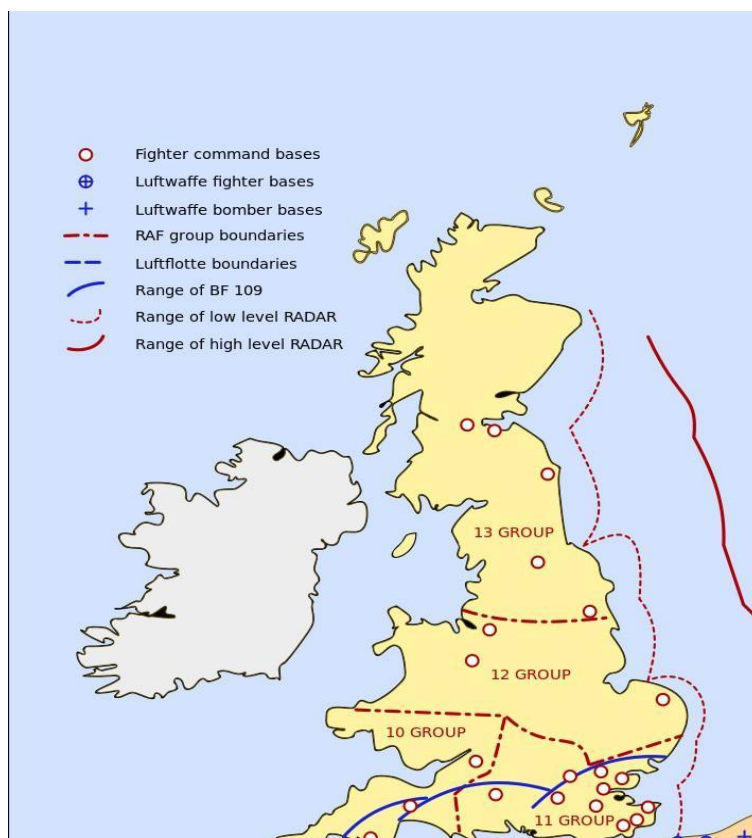 Fighter command bases
Luftwaffe fighter bases
Luftwaffe bomber bases
RAF group boundaries
Luftflotte boundaries
Range of BF 109
Range of low level RADAR
Range of high level RADAR
13 GROUP
12 GROUP
10 GROUP
11 GROUP